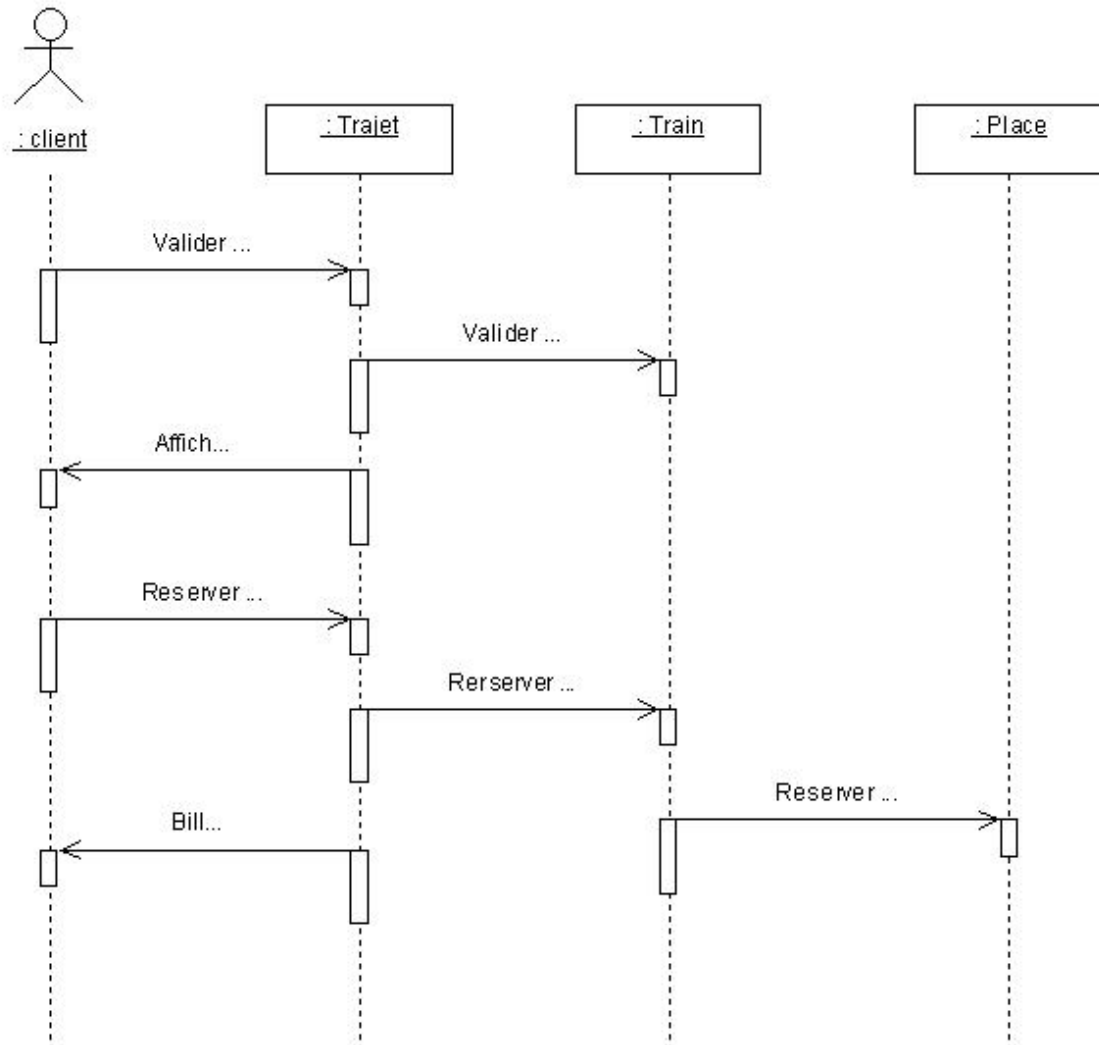 : client
: Trajet
: Train
: Place
Valider ...
Valider ...
Affich...
Reserver ...
Rerserver ...
Reserver ...
Bill...